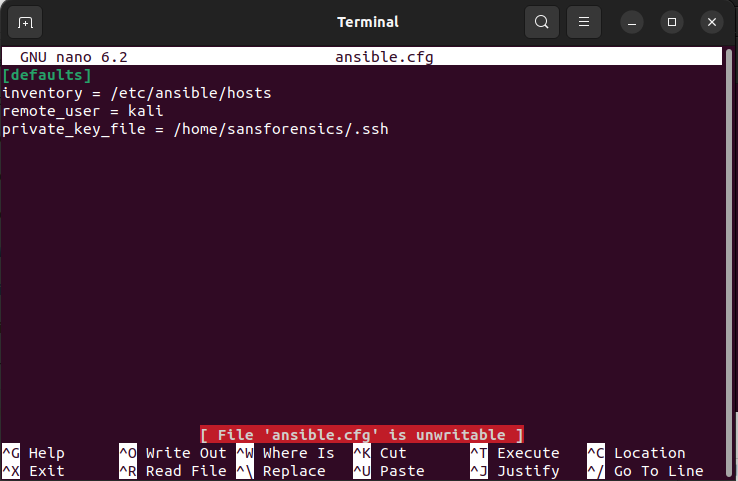 Terminal
GNU nano 6.2 ansible.cfg
[defaults]
inventory = /etc/ansible/hosts
remote_user = kali
private_key_file = /home/sansforensics/.ssh
[ File 'ansible.cfg' is unwritable ]
^G Help ^O Write Out ^W Where Is ^K Cut ^T Execute ^C Location
^X Exit ^R Read File ^\ Replace ^U Paste ^J Justify ^/ Go To Line